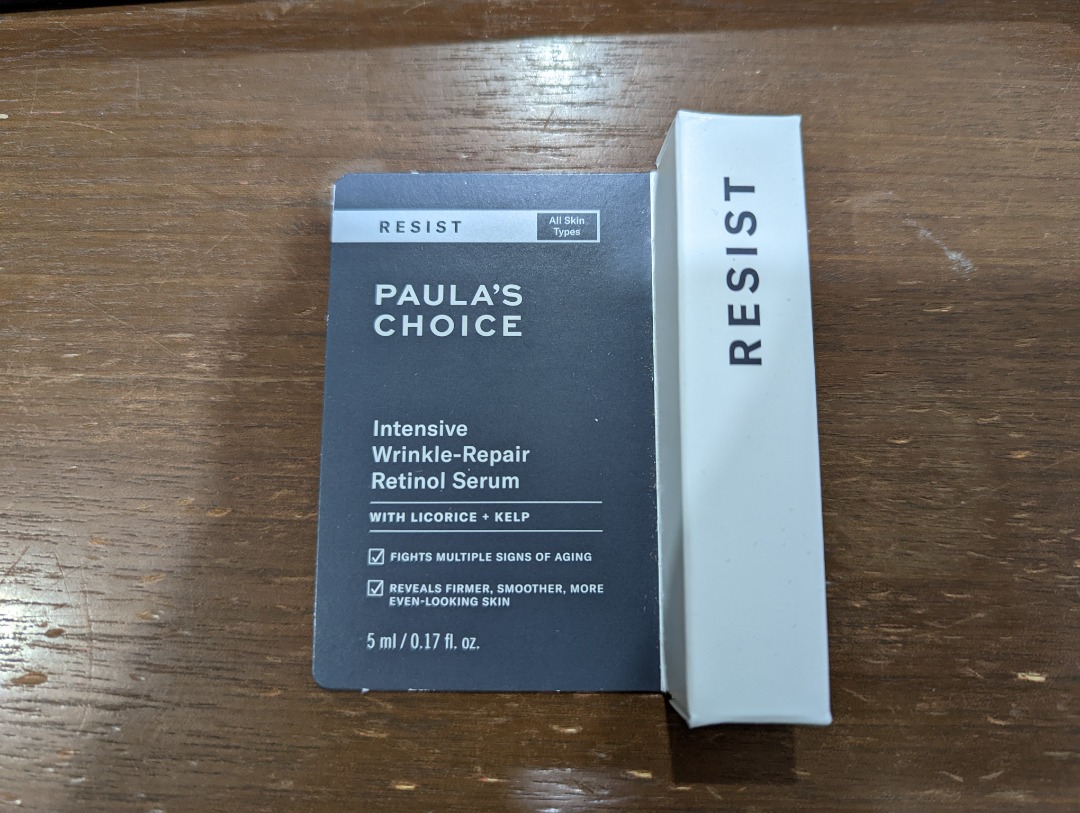 RESIST
All Skin
Types
PAULA'S
CHOICE
Intensive
Wrinkle-Repair
Retinol Serum
WITH LICORICE + KELP
FIGHTS MULTIPLE SIGNS OF AGING
REVEALS FIRMER, SMOOTHER, MORE
EVEN-LOOKING SKIN
5 ml / 0.17 fl. oz.
RESIST